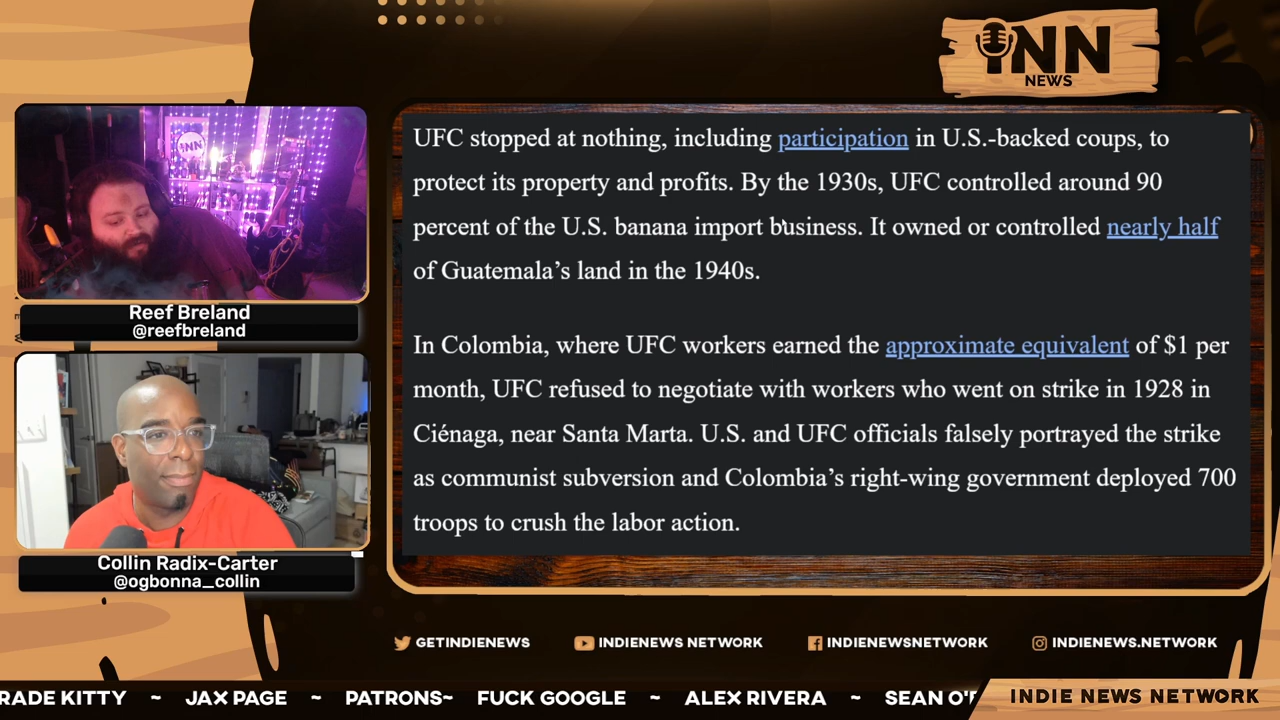 iNN
NEWS
UFC stopped at nothing, including participation in U.S.-backed coups, to
protect its property and profits. By the 1930s, UFC controlled around 90
percent of the U.S. banana import business. It owned or controlled nearly half
of Guatemala’s land in the 1940s.
In Colombia, where UFC workers earned the approximate equivalent of $1 per
month, UFC refused to negotiate with workers who went on strike in 1928 in
Ciénaga, near Santa Marta. U.S. and UFC officials falsely portrayed the strike
as communist subversion and Colombia’s right-wing government deployed 700
troops to crush the labor action.
iNN
Reef Breland
@reefbreland
Collin Radix-Carter
@ogbonna_collin
GETINDIENEWS
INDIENEWS NETWORK
INDIENEWSNETWORK
INDIENEWS.NETWORK
RADE KITTY ~ JAX PAGE ~ PATRONS~ FUCK GOOGLE ~ ALEX RIVERA ~ SEAN O'
INDIE NEWS NETWORK